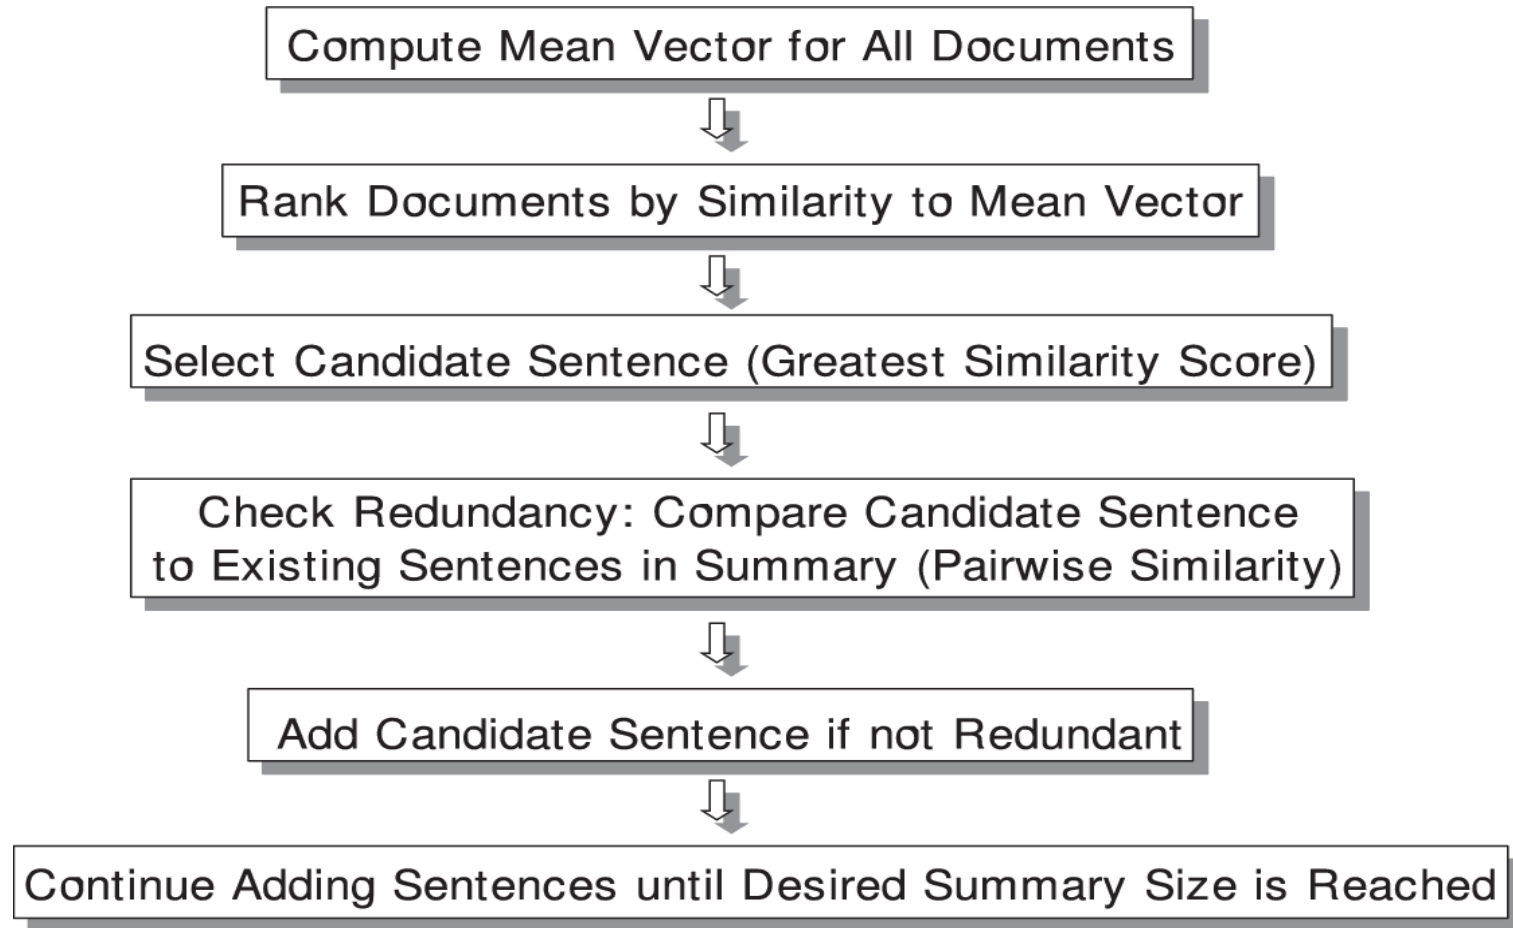 Compute Mean Vector for All Documents
Rank Documents by Similarity to Mean Vector
Select Candidate Sentence (Greatest Similarity Score)
Check Redundancy: Compare Candidate Sentence
to Existing Sentences in Summary (Pairwise Similarity)
Add Candidate Sentence if not Redundant
Continue Adding Sentences until Desired Summary Size is Reached